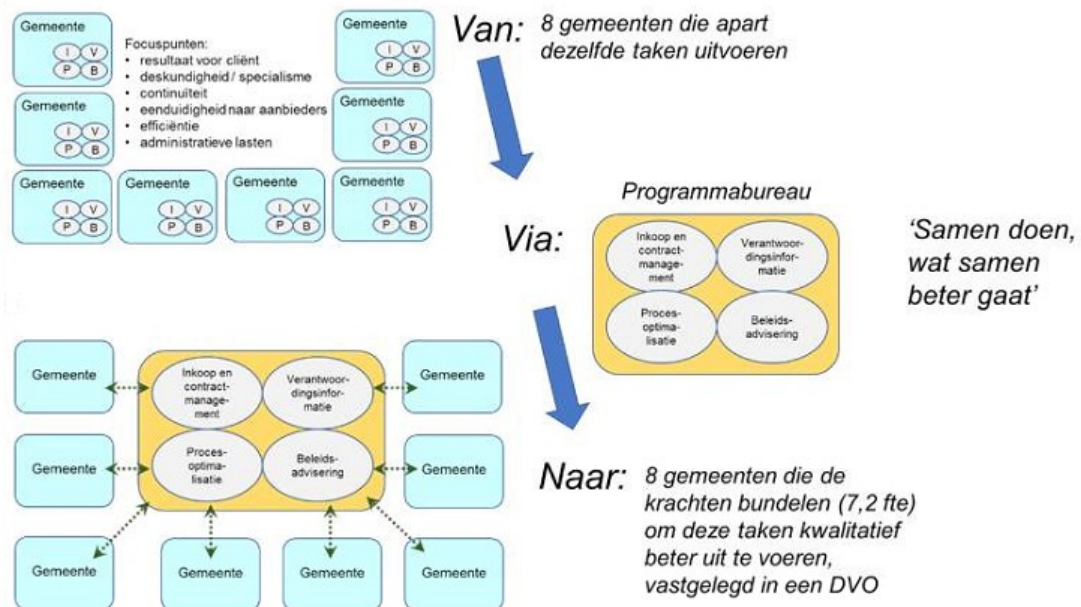 Gemeente
I V
P B
Focuspunten:
• resultaat voor cliënt
• deskundigheid / specialisme
• continuïteit
• eenduidigheid naar aanbieders
• efficiëntie
• administratieve lasten
Gemeente
I V
P B
Gemeente
I V
P B
Gemeente
I V
P B
Gemeente
I V
P B
Gemeente
I V
P B
Gemeente
I V
P B
Gemeente
I V
P B
Van:
8 gemeenten die apart
dezelfde taken uitvoeren
Via:
Programmabureau
Inkoop en
contract-
manage-
ment
Verantwoor-
dingsinfor-
matie
Proces-
optima-
lisatie
Beleids-
advisering
‘Samen doen,
wat samen
beter gaat’
Gemeente
Gemeente
Inkoop en
contract-
manage-
ment
Verantwoor-
dingsinfor-
matie
Proces-
optima-
lisatie
Beleids-
advisering
Gemeente
Gemeente
Gemeente
Gemeente
Gemeente
Gemeente
Naar:
8 gemeenten die de
krachten bundelen (7,2 fte)
om deze taken kwalitatief
beter uit te voeren,
vastgelegd in een DVO